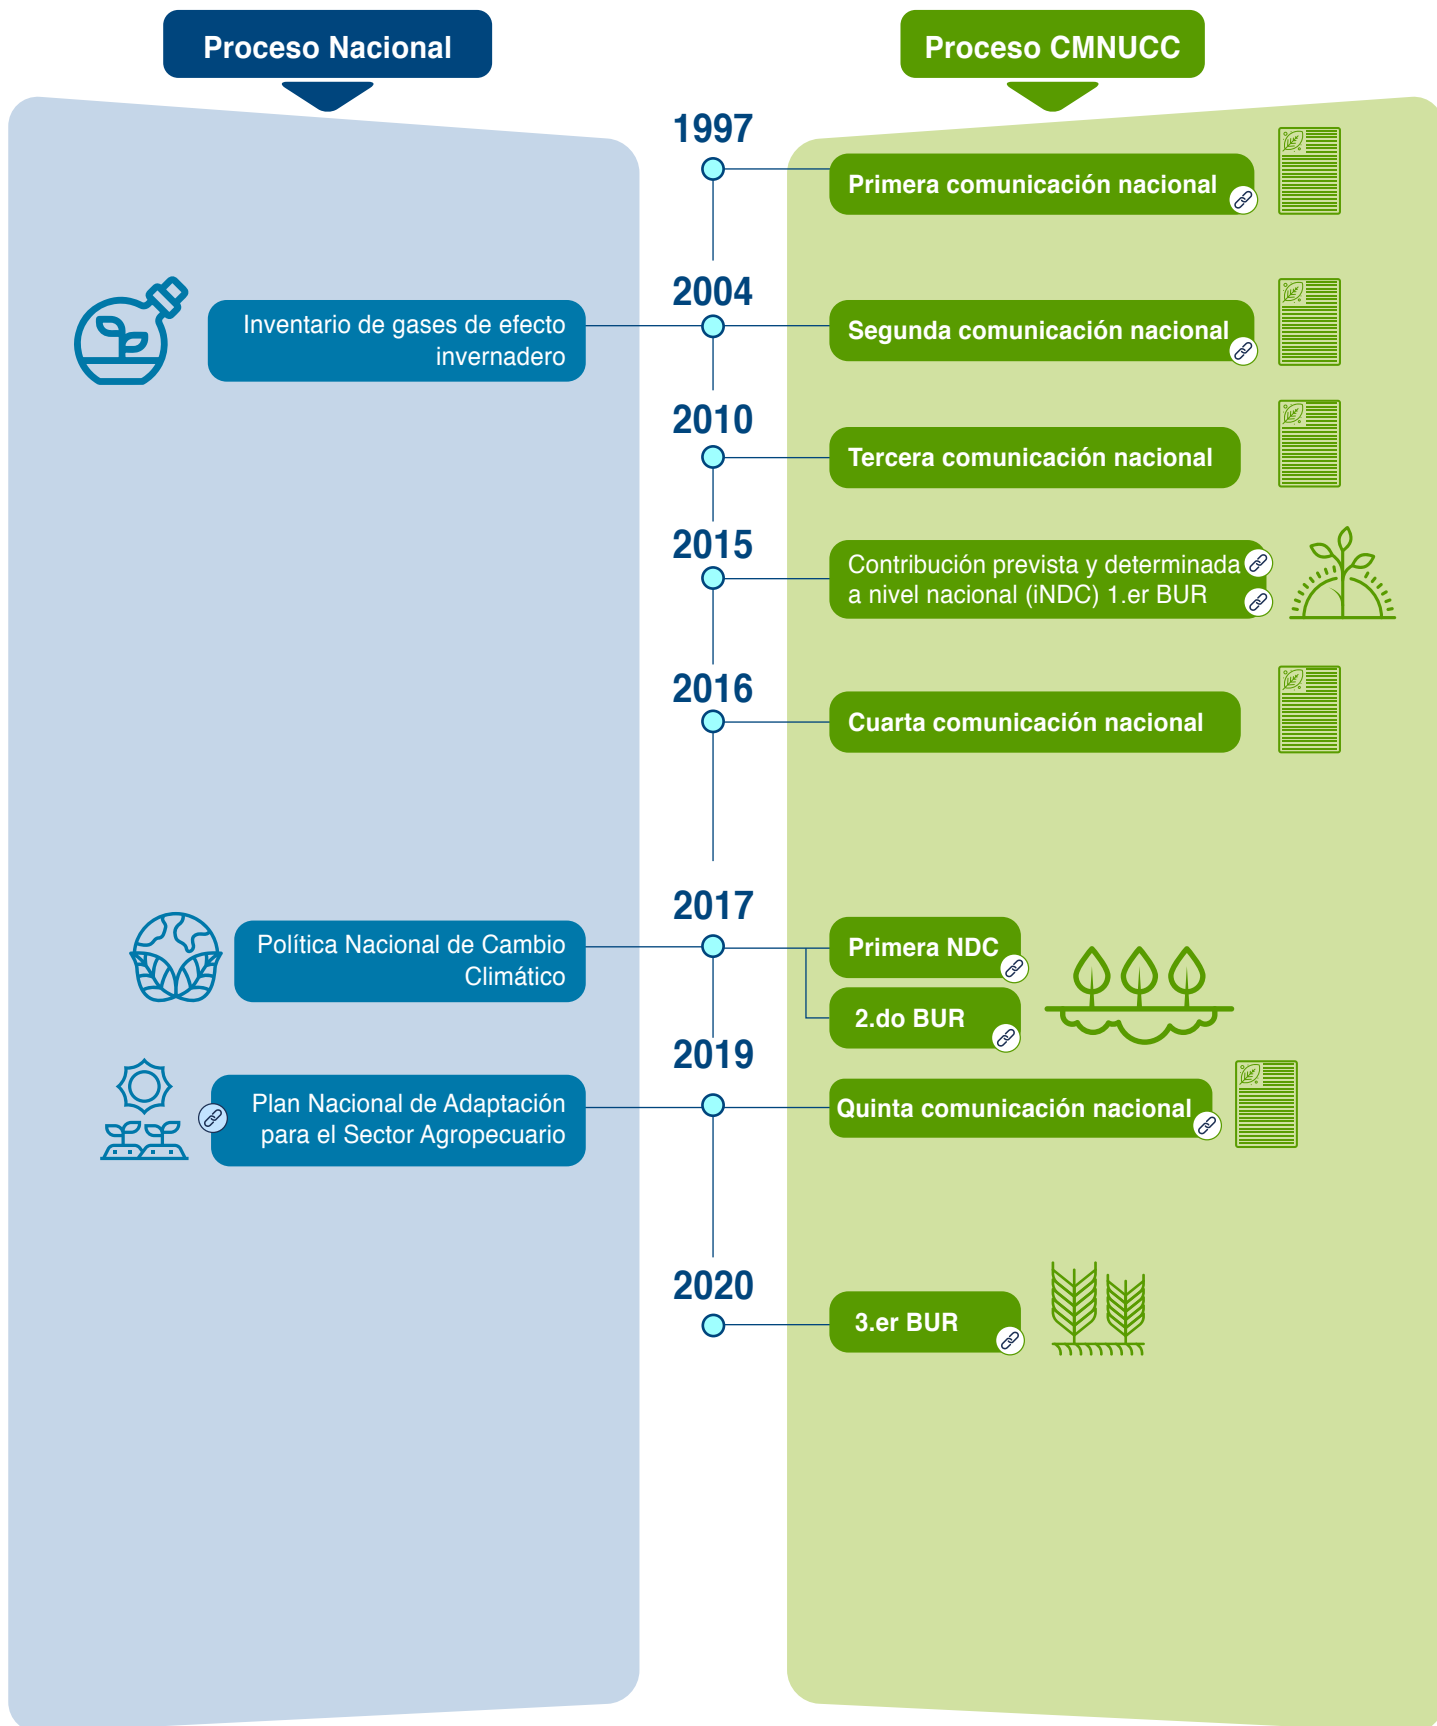 Proceso Nacional
Proceso CMNUCC
1997
Primera comunicación nacional
2004
Inventario de gases de efecto
invernadero
Segunda comunicación nacional
2010
Tercera comunicación nacional
2015
Contribución prevista y determinada
a nivel nacional (iNDC) 1.er BUR
2016
Cuarta comunicación nacional
2017
Política Nacional de Cambio
Climático
Primera NDC
2.do BUR
2019
Plan Nacional de Adaptación
para el Sector Agropecuario
Quinta comunicación nacional
2020
3.er BUR